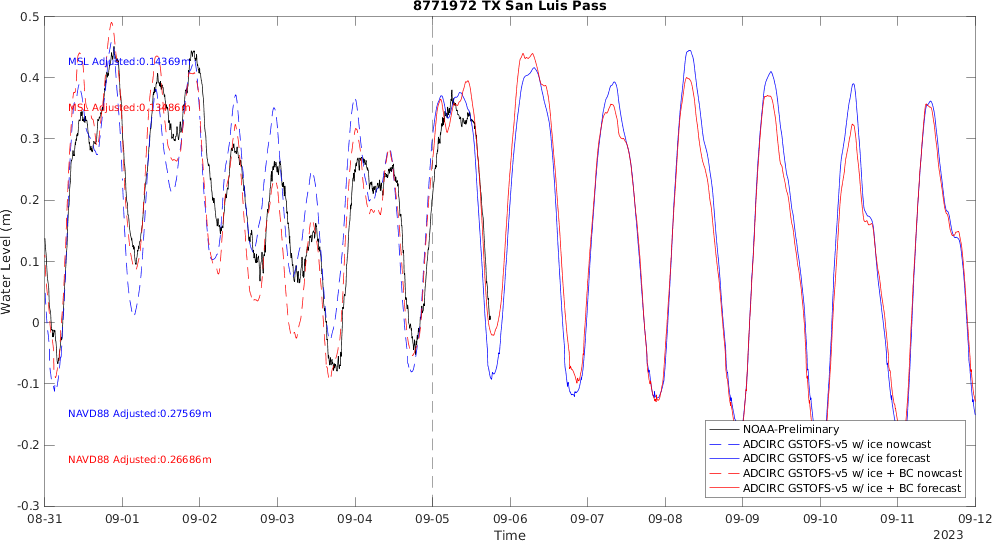 8771972 TX San Luis Pass
0.5
0.4
0.3
0.2
0.1
0
-0.1
-0.2
-0.3
Water Level (m)
MSL Adjusted:0.14369m
MSL Adjusted:0.13486m
NAVD88 Adjusted:0.27569m
NAVD88 Adjusted:0.26686m
NOAA-Preliminary
ADCIRC GSTOFS-v5 w/ ice nowcast
ADCIRC GSTOFS-v5 w/ ice forecast
ADCIRC GSTOFS-v5 w/ ice + BC nowcast
ADCIRC GSTOFS-v5 w/ ice + BC forecast
08-31 09-01 09-02 09-03 09-04 09-05 09-06 09-07 09-08 09-09 09-10 09-11 09-12
Time
2023